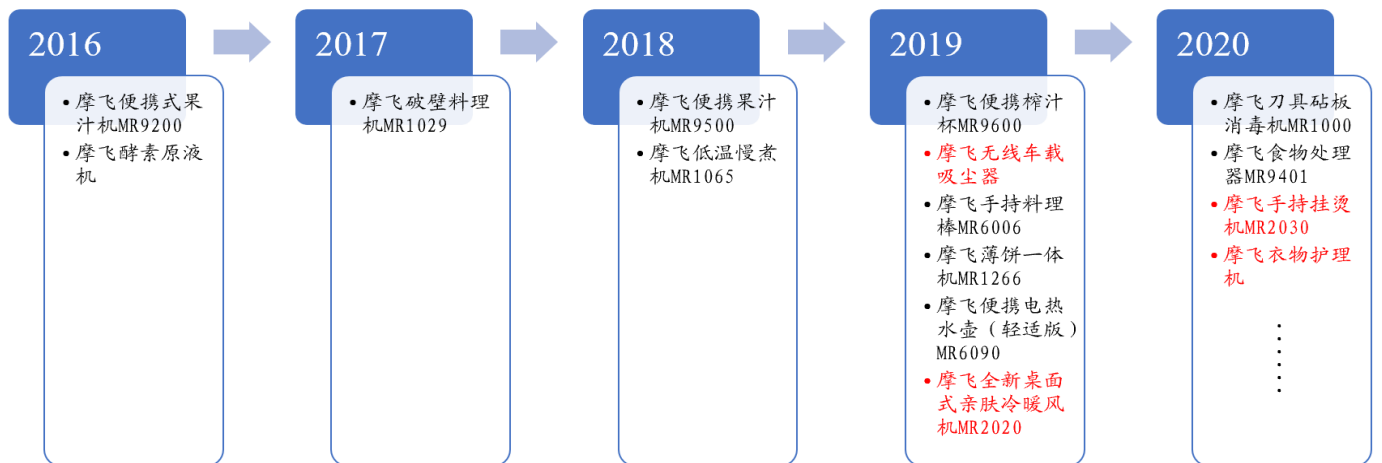 2016
• 摩飞便携式果
汁机MR9200
• 摩飞酵素原液
机
2017
• 摩飞破壁料理
机MR1029
2018
• 摩飞便携果汁
机MR9500
• 摩飞低温慢煮
机MR1065
2019
• 摩飞便携榨汁
杯MR9600
• 摩飞无线车载
吸尘器
• 摩飞手持料理
棒MR6006
• 摩飞薄饼一体
机MR1266
• 摩飞便携电热
水壶（轻适版）
MR6090
• 摩飞全新桌面
式亲肤冷暖风
机MR2020
2020
• 摩飞刀具砧板
消毒机MR1000
• 摩飞食物处理
器MR9401
• 摩飞手持挂烫
机MR2030
• 摩飞衣物护理
机
······